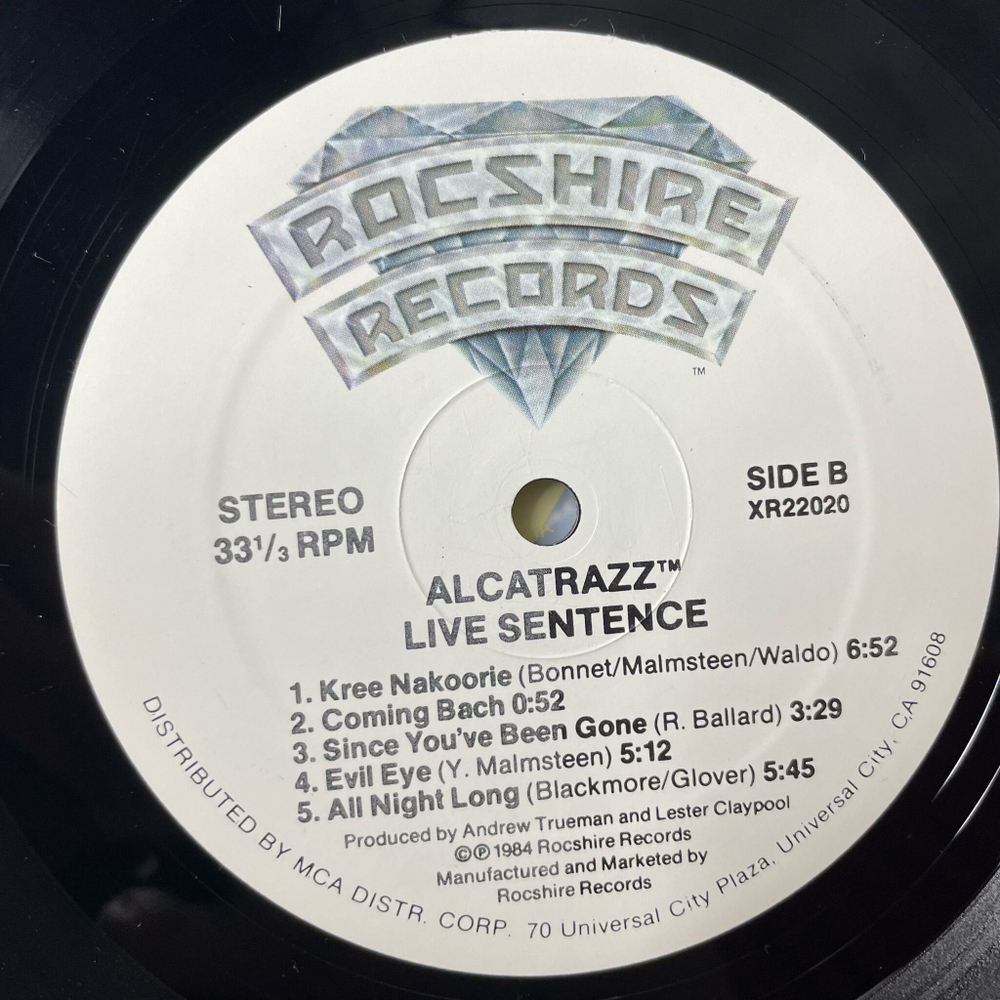 ROCSHIRE
RECORDS
TM
STEREO
33 1/3 RPM
SIDE B
XR22020
ALCATRAZZ™
LIVE SENTENCE
1. Kree Nakoorie (Bonnet/Malmsteen/Waldo) 6:52
2. Coming Bach 0:52
3. Since You've Been Gone (R. Ballard) 3:29
4. Evil Eye (Y. Malmsteen) 5:12
5. All Night Long (Blackmore/Glover) 5:45
Produced by Andrew Trueman and Lester Claypool
©℗ 1984 Rocshire Records
Manufactured and Marketed by
Rocshire Records
DISTRIBUTED BY MCA DISTR. CORP. 70 Universal City Plaza, Universal City, CA 91608